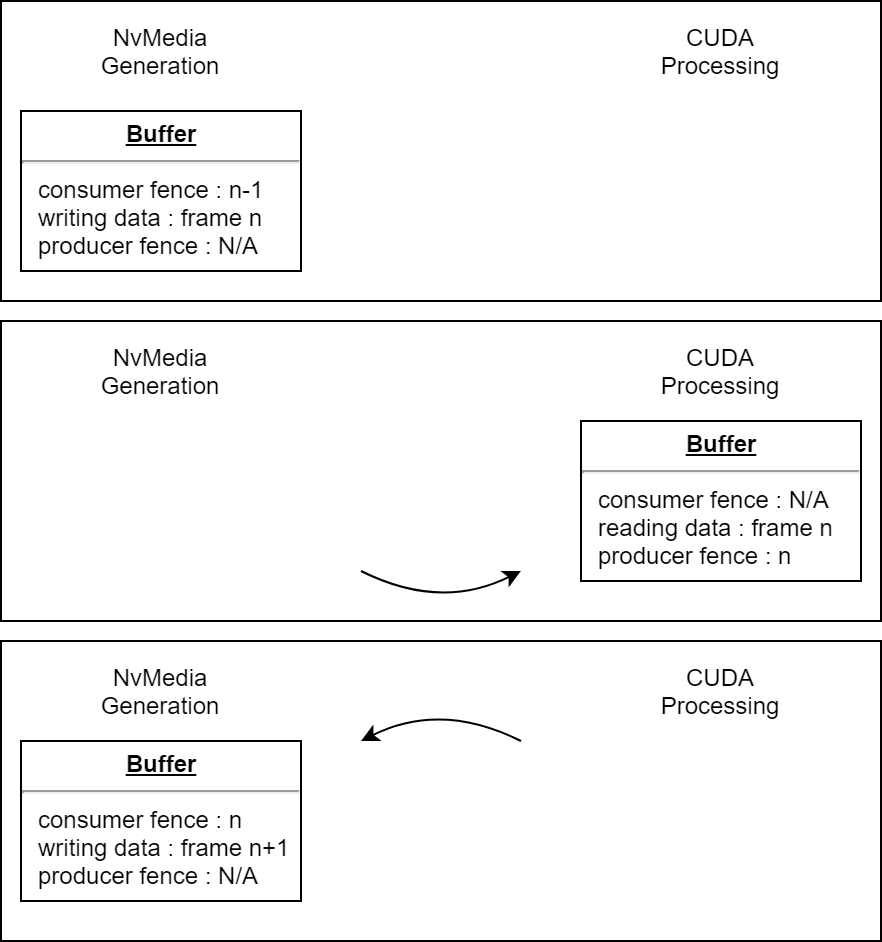 NvMedia
Generation
CUDA
Processing
Buffer
consumer fence : n-1
writing data : frame n
producer fence : N/A
NvMedia
Generation
CUDA
Processing
Buffer
consumer fence : N/A
reading data : frame n
producer fence : n
NvMedia
Generation
CUDA
Processing
Buffer
consumer fence : n
writing data : frame n+1
producer fence : N/A